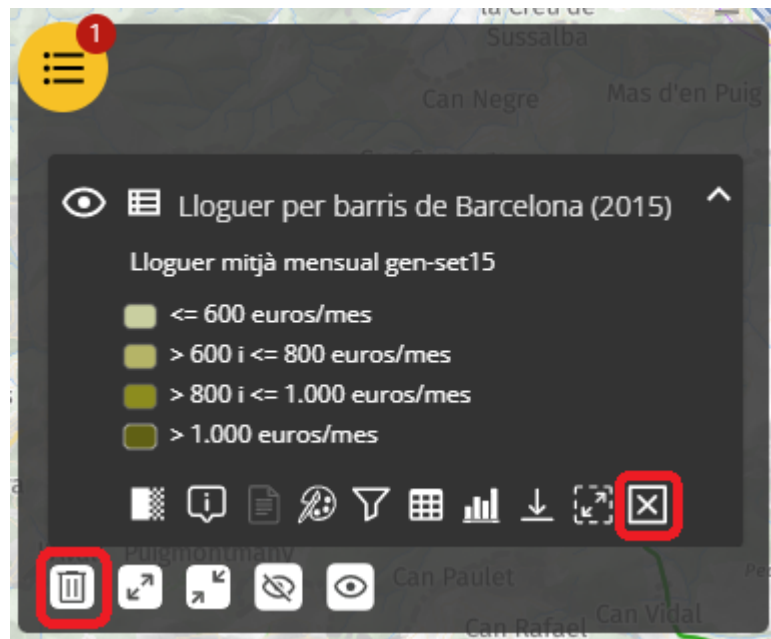 la Creu de
Sussalba
1
Can Negre
Mas d'en Puig
Lloguer per barris de Barcelona (2015)
Lloguer mitjà mensual gen-set15
<= 600 euros/mes
> 600 i <= 800 euros/mes
> 800 i <= 1.000 euros/mes
> 1.000 euros/mes
Puigmontmany
Can Paulet
Can Vidal
Can Rafael